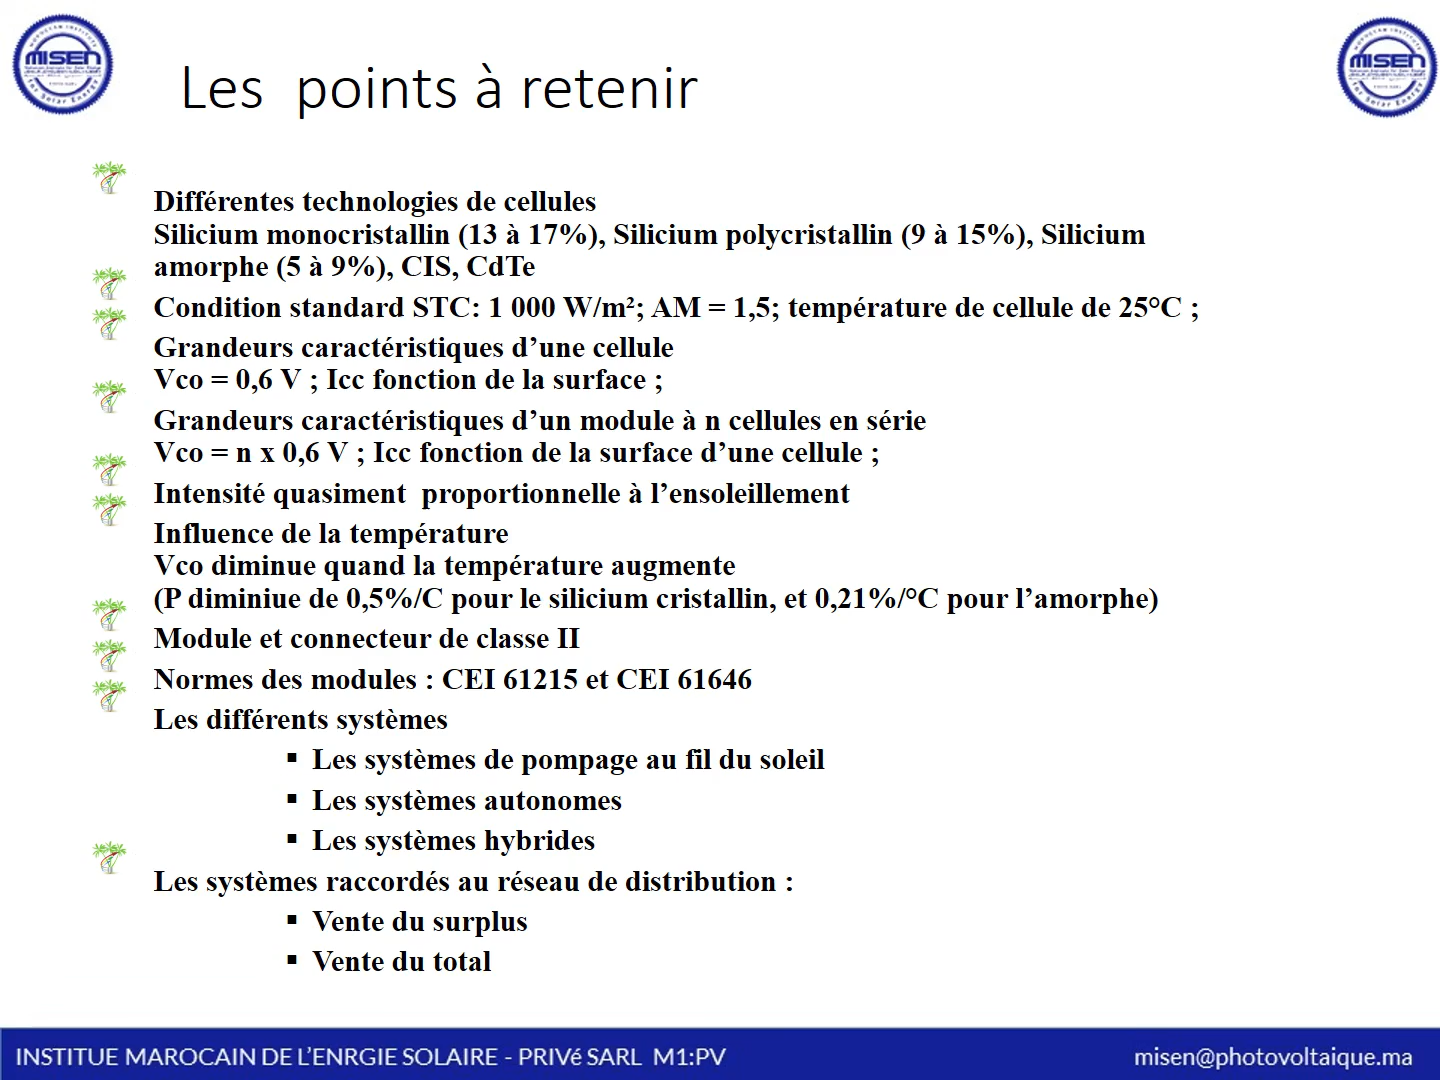 MISEN
MISEN
for Solar Energy
Les points à retenir
Différentes technologies de cellules
Silicium monocristallin (13 à 17%), Silicium polycristallin (9 à 15%), Silicium
amorphe (5 à 9%), CIS, CdTe
Condition standard STC: 1 000 W/m²; AM = 1,5; température de cellule de 25°C ;
Grandeurs caractéristiques d’une cellule
Vco = 0,6 V ; Icc fonction de la surface ;
Grandeurs caractéristiques d’un module à n cellules en série
Vco = n x 0,6 V ; Icc fonction de la surface d’une cellule ;
Intensité quasiment proportionnelle à l’ensoleillement
Influence de la température
Vco diminue quand la température augmente
(P diminiue de 0,5%/C pour le silicium cristallin, et 0,21%/°C pour l’amorphe)
Module et connecteur de classe II
Normes des modules : CEI 61215 et CEI 61646
Les différents systèmes
▪ Les systèmes de pompage au fil du soleil
▪ Les systèmes autonomes
▪ Les systèmes hybrides
Les systèmes raccordés au réseau de distribution :
▪ Vente du surplus
▪ Vente du total
INSTITUE MAROCAIN DE L’ENRGIE SOLAIRE - PRIVé SARL M1:PV
misen@photovoltaique.ma